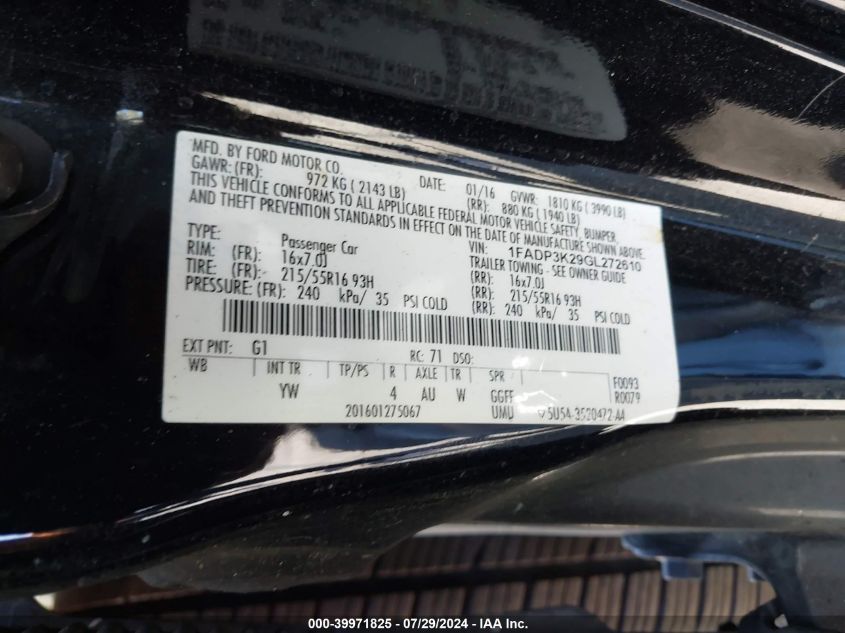 MFD. BY FORD MOTOR CO.
DATE: 01/16 GVWR: 1810 KG ( 3990 LB)
GAWR: (FR): 972 KG ( 2143 LB) (RR): 880 KG ( 1940 LB)
THIS VEHICLE CONFORMS TO ALL APPLICABLE FEDERAL MOTOR VEHICLE SAFETY, BUMPER,
AND THEFT PREVENTION STANDARDS IN EFFECT ON THE DATE OF MANUFACTURE SHOWN ABOVE.
VIN: 1FADP3K29GL272610
TYPE: Passenger Car TRAILER TOWING - SEE OWNER GUIDE
RIM: (FR): 16x7.0J (RR): 16x7.0J
TIRE: (FR): 215/55R16 93H (RR): 215/55R16 93H
PRESSURE: (FR): 240 kPa/ 35 PSI COLD (RR): 240 kPa/ 35 PSI COLD
EXT PNT: G1 RC: 71 DSO:
WB INT TR TP/PS R AXLE TR SPR F0093
YW 4 AU W GGFF R0079
201601275067 UMU 5U5A-3520472-AA
000-39971825 / 07/29/2024 - IAA Inc.